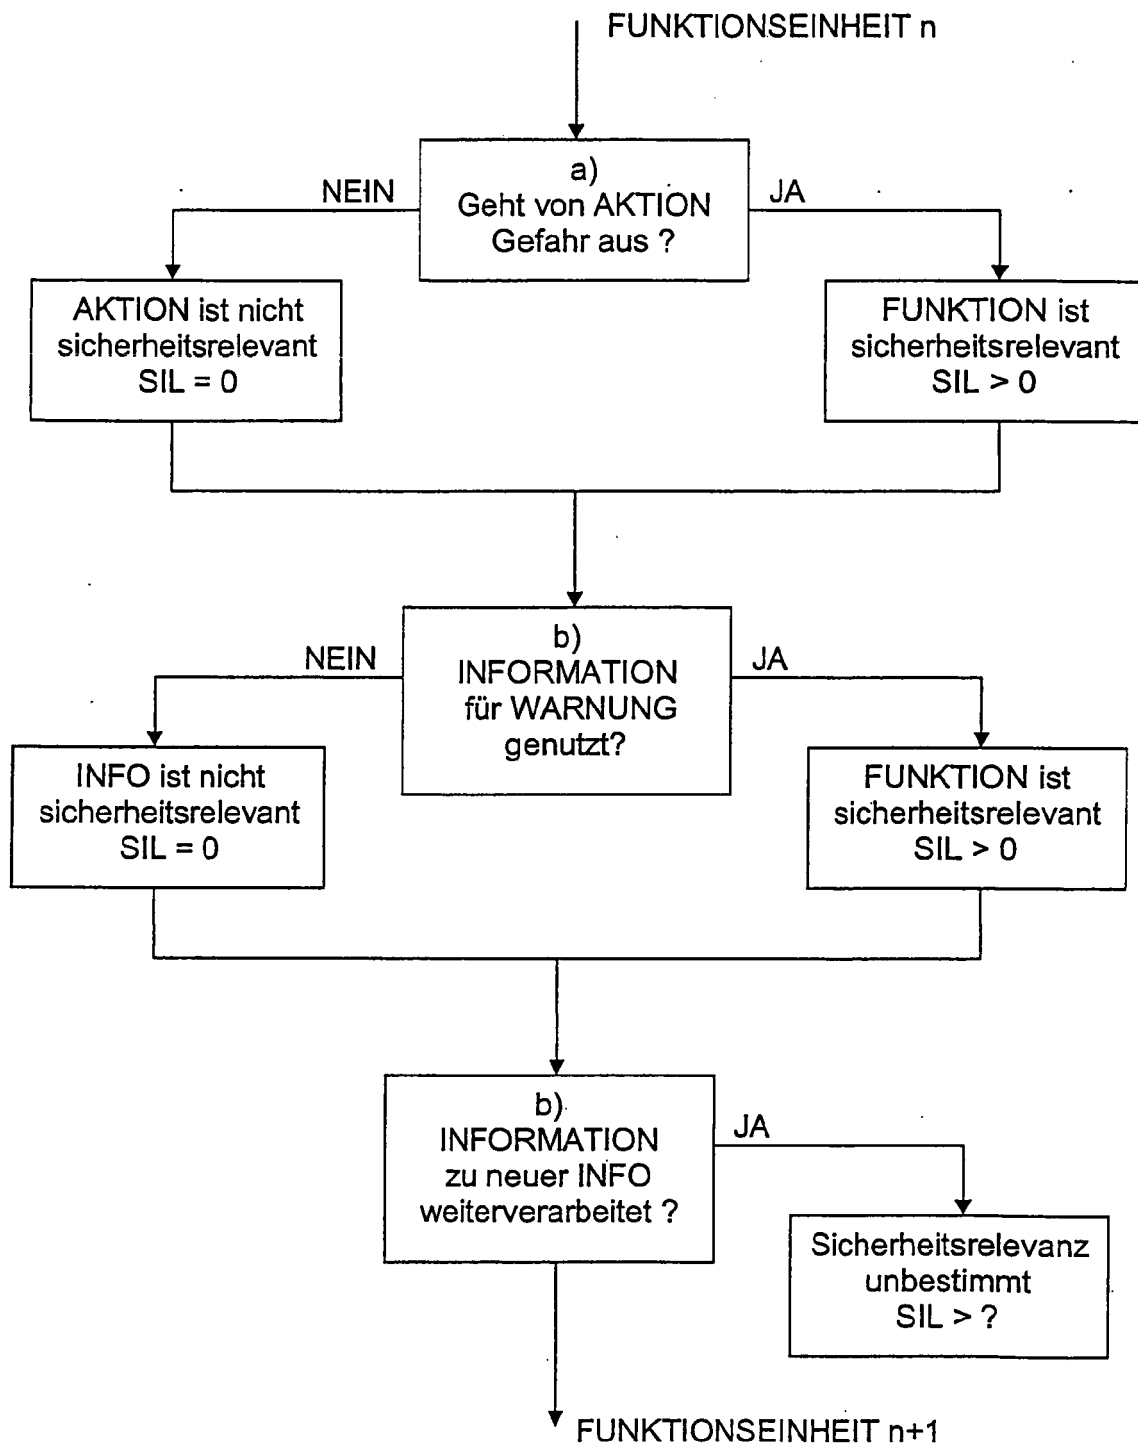 FUNKTIONSEINHEIT n
a)
Geht von AKTION
Gefahr aus ?
NEIN
JA
AKTION ist nicht
sicherheitsrelevant
SIL = 0
FUNKTION ist
sicherheitsrelevant
SIL > 0
b)
INFORMATION
für WARNUNG
genutzt?
NEIN
JA
INFO ist nicht
sicherheitsrelevant
SIL = 0
FUNKTION ist
sicherheitsrelevant
SIL > 0
b)
INFORMATION
zu neuer INFO
weiterverarbeitet ?
JA
Sicherheitsrelevanz
unbestimmt
SIL > ?
FUNKTIONSEINHEIT n+1